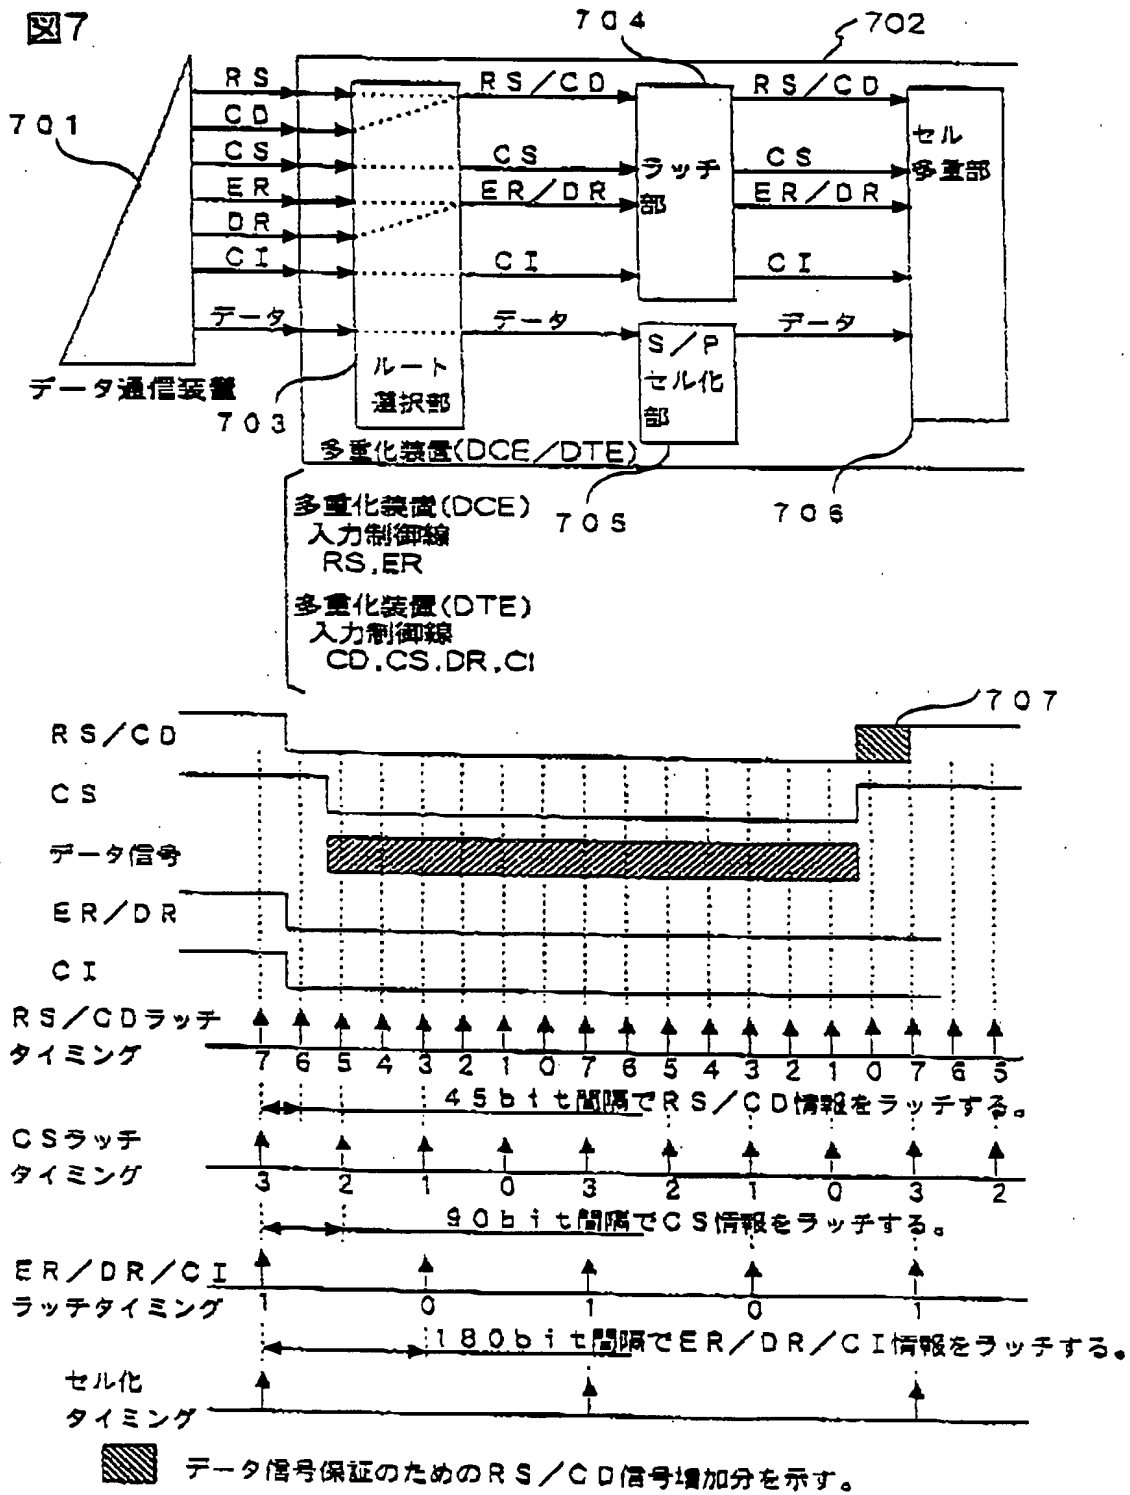 図7
704
702
701
RS
CD
CS
ER
DR
CI
データ
RS/CD
CS
ER/DR
CI
データ
ラッチ
部
RS/CD
CS
ER/DR
CI
データ
セル
多重部
S/P
セル化
部
ルート
選択部
データ通信装置
703
多重化装置(DCE/DTE)
705
706
多重化装置(DCE)
入力制御線
RS,ER
多重化装置(DTE)
入力制御線
CD,CS,DR,CI
707
RS/CD
CS
データ信号
ER/DR
CI
RS/CDラッチ
タイミング
7 6 5 4 3 2 1 0 7 6 5 4 3 2 1 0 7 6 5
45bit間隔でRS/CD情報をラッチする。
CSラッチ
タイミング
3 2 1 0 3 2 1 0 3 2
90bit間隔でCS情報をラッチする。
ER/DR/CI
ラッチタイミング
1 0 1 0 1
180bit間隔でER/DR/CI情報をラッチする。
セル化
タイミング
データ信号保証のためのRS/CD信号増加分を示す。